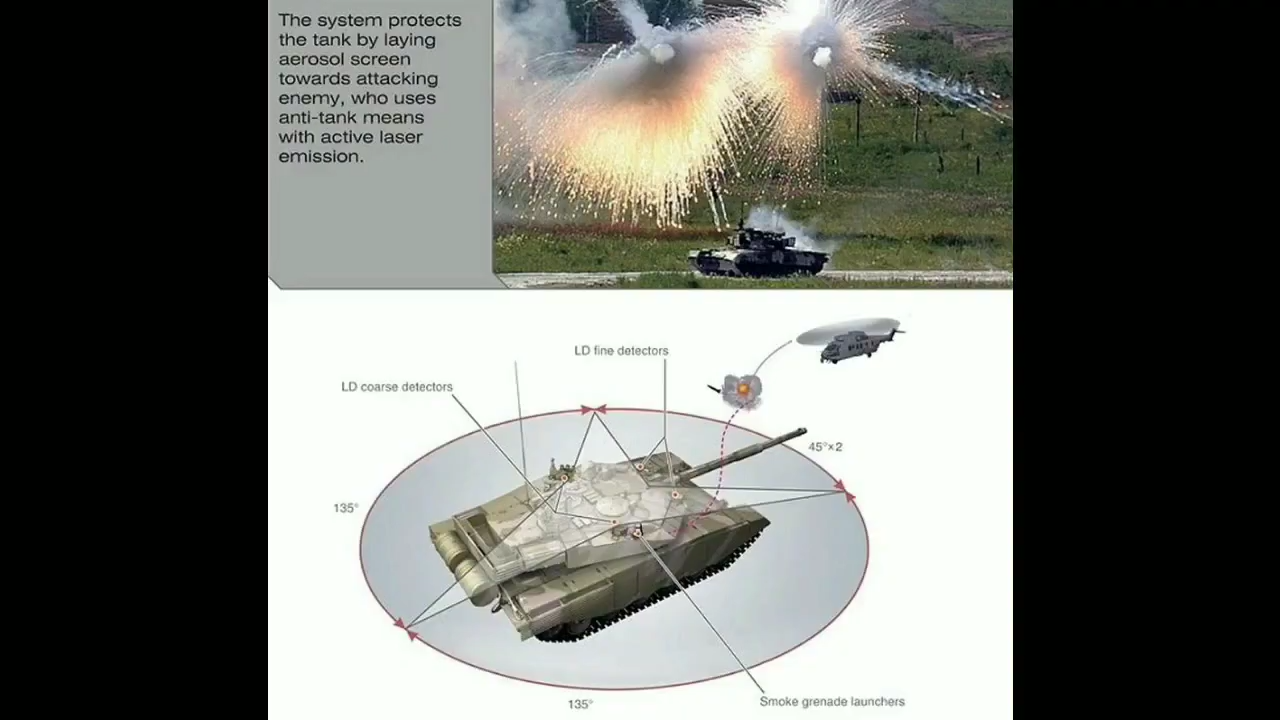 The system protects
the tank by laying
aerosol screen
towards attacking
enemy, who uses
anti-tank means
with active laser
emission.
LD fine detectors
LD coarse detectors
45°×2
135°
135°
Smoke grenade launchers